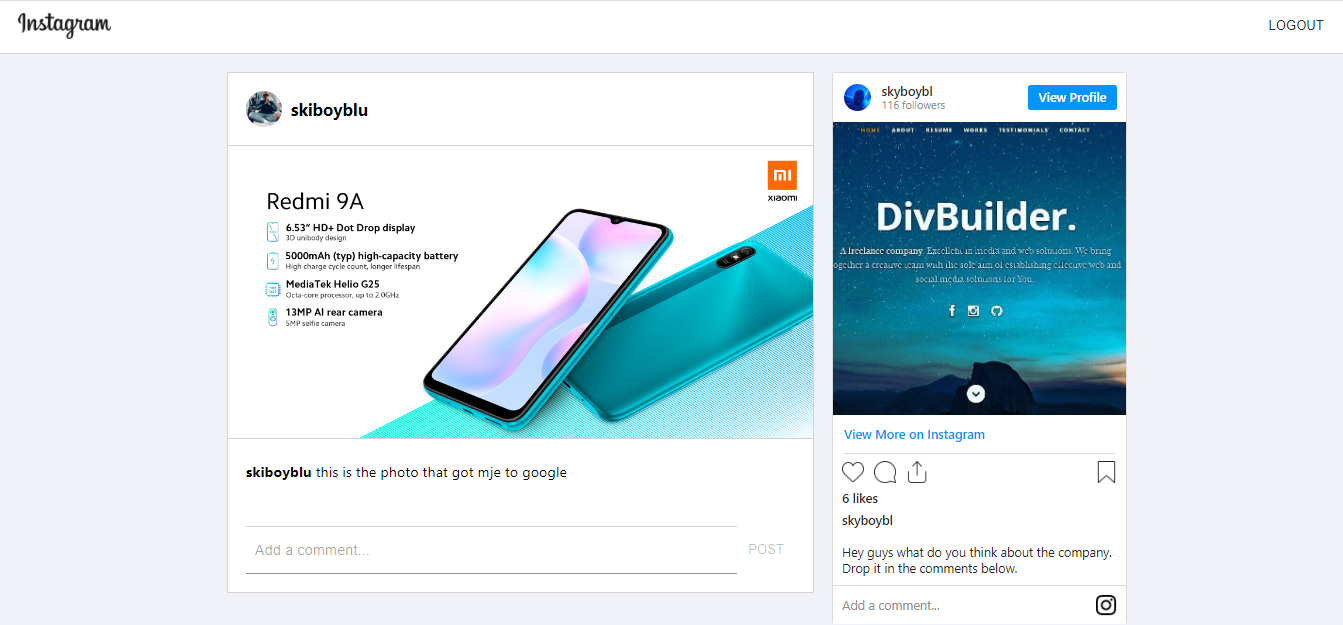 Instagram
LOGOUT
skiboyblu
mi
xiaomi
Redmi 9A
6.53” HD+ Dot Drop display
3D unibody design
5000mAh (typ) high-capacity battery
High charge cycle count, longer lifespan
MediaTek Helio G25
Octa-core processor, up to 2.0GHz
13MP AI rear camera
5MP selfie camera
skiboyblu this is the photo that got mje to google
Add a comment...
POST
skyboybl
116 followers
View Profile
HOME ABOUT RESUME WORKS TESTIMONIALS CONTACT
DivBuilder.
A freelance company. Excellent in media and web solutions. We bring
ogether a creative team with the sole aim of establishing effective web and
social media solutions for You.
View More on Instagram
6 likes
skyboybl
Hey guys what do you think about the company.
Drop it in the comments below.
Add a comment...